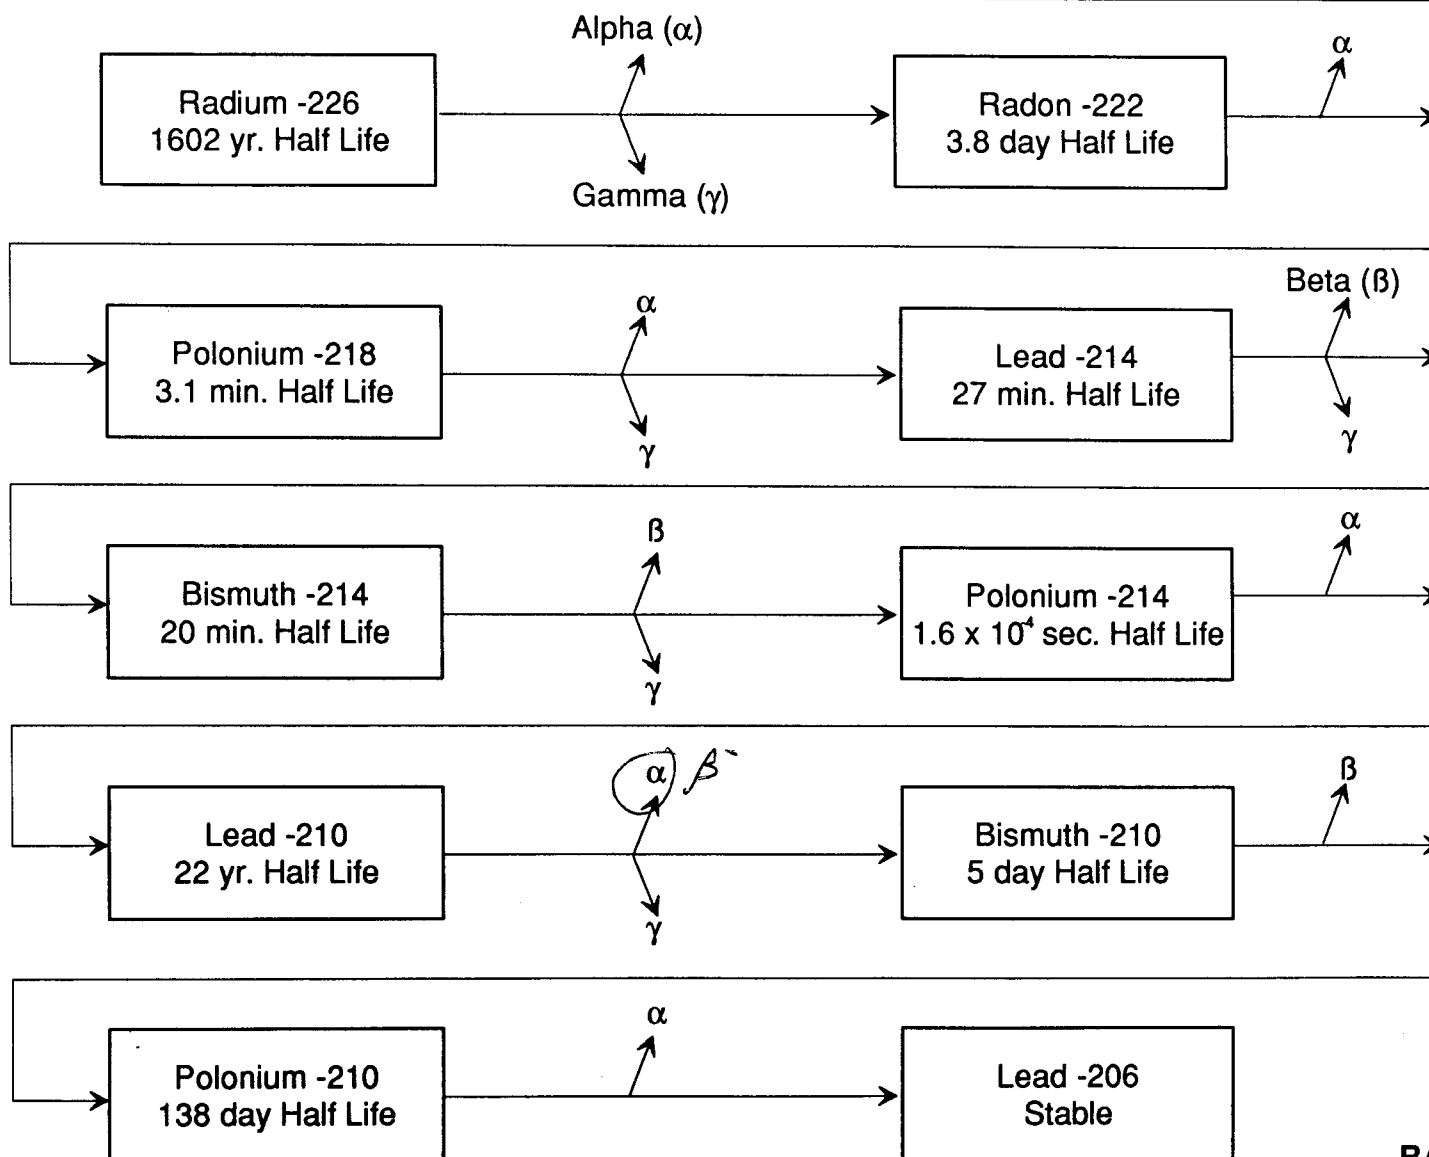 Alpha (α)
α
Radium -226
1602 yr. Half Life
Radon -222
3.8 day Half Life
Gamma (γ)
Beta (ß)
α
Polonium -218
3.1 min. Half Life
Lead -214
27 min. Half Life
γ
γ
ß
α
Bismuth -214
20 min. Half Life
Polonium -214
1.6 x 10⁻⁴ sec. Half Life
γ
α β⁻
ß
Lead -210
22 yr. Half Life
Bismuth -210
5 day Half Life
γ
α
Polonium -210
138 day Half Life
Lead -206
Stable